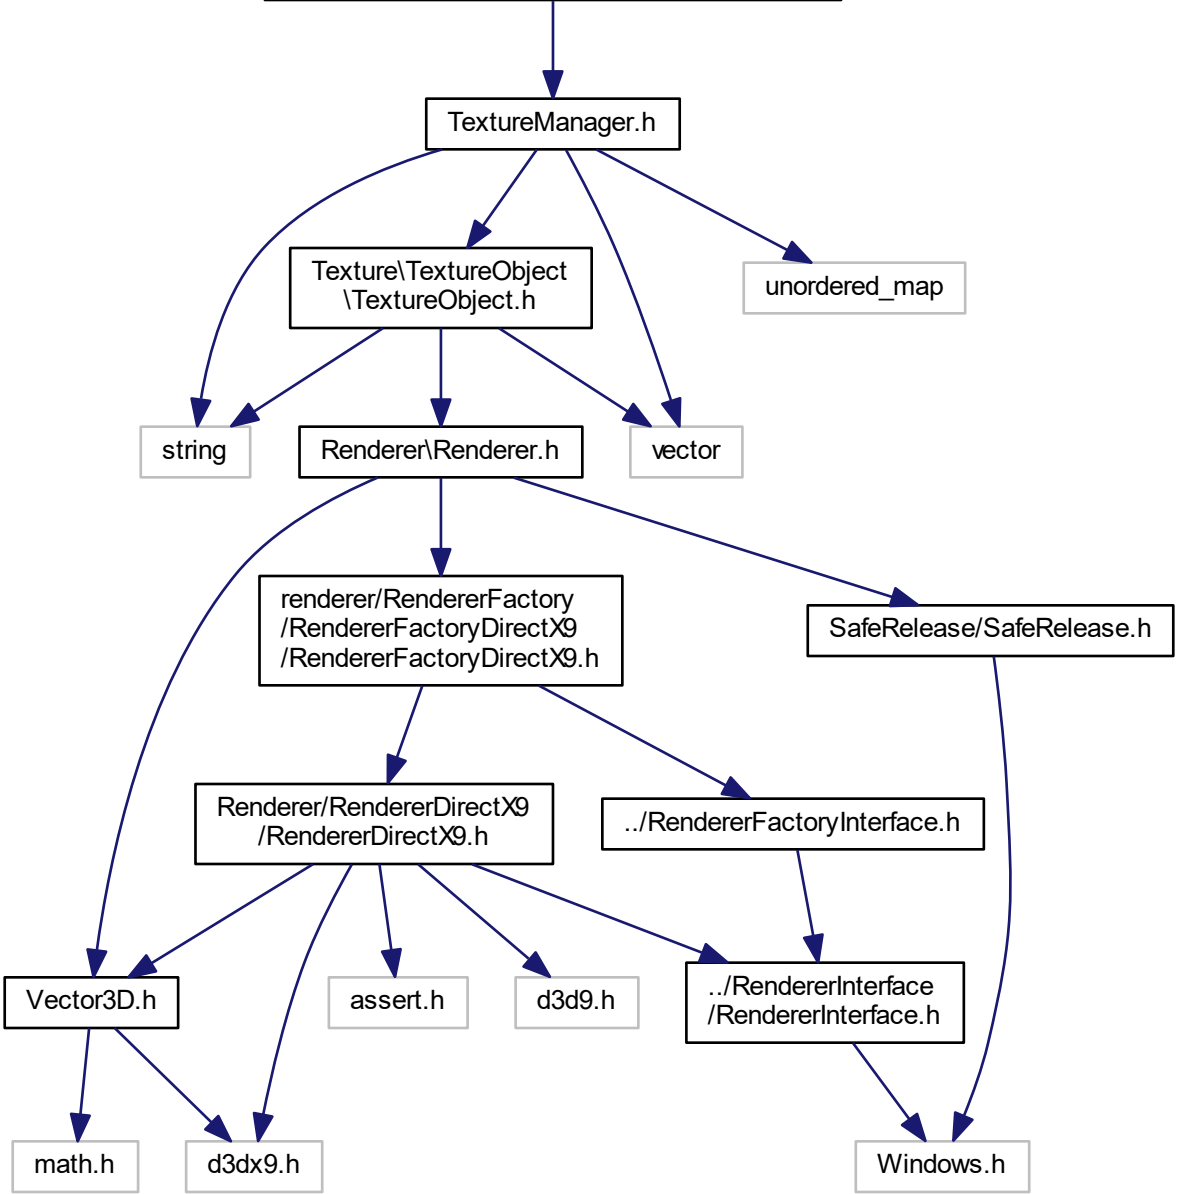 TextureManager.h
Texture\TextureObject
\TextureObject.h
unordered_map
string
Renderer\Renderer.h
vector
renderer/RendererFactory
/RendererFactoryDirectX9
/RendererFactoryDirectX9.h
SafeRelease/SafeRelease.h
Renderer/RendererDirectX9
/RendererDirectX9.h
../RendererFactoryInterface.h
Vector3D.h
assert.h
d3d9.h
../RendererInterface
/RendererInterface.h
math.h
d3dx9.h
Windows.h